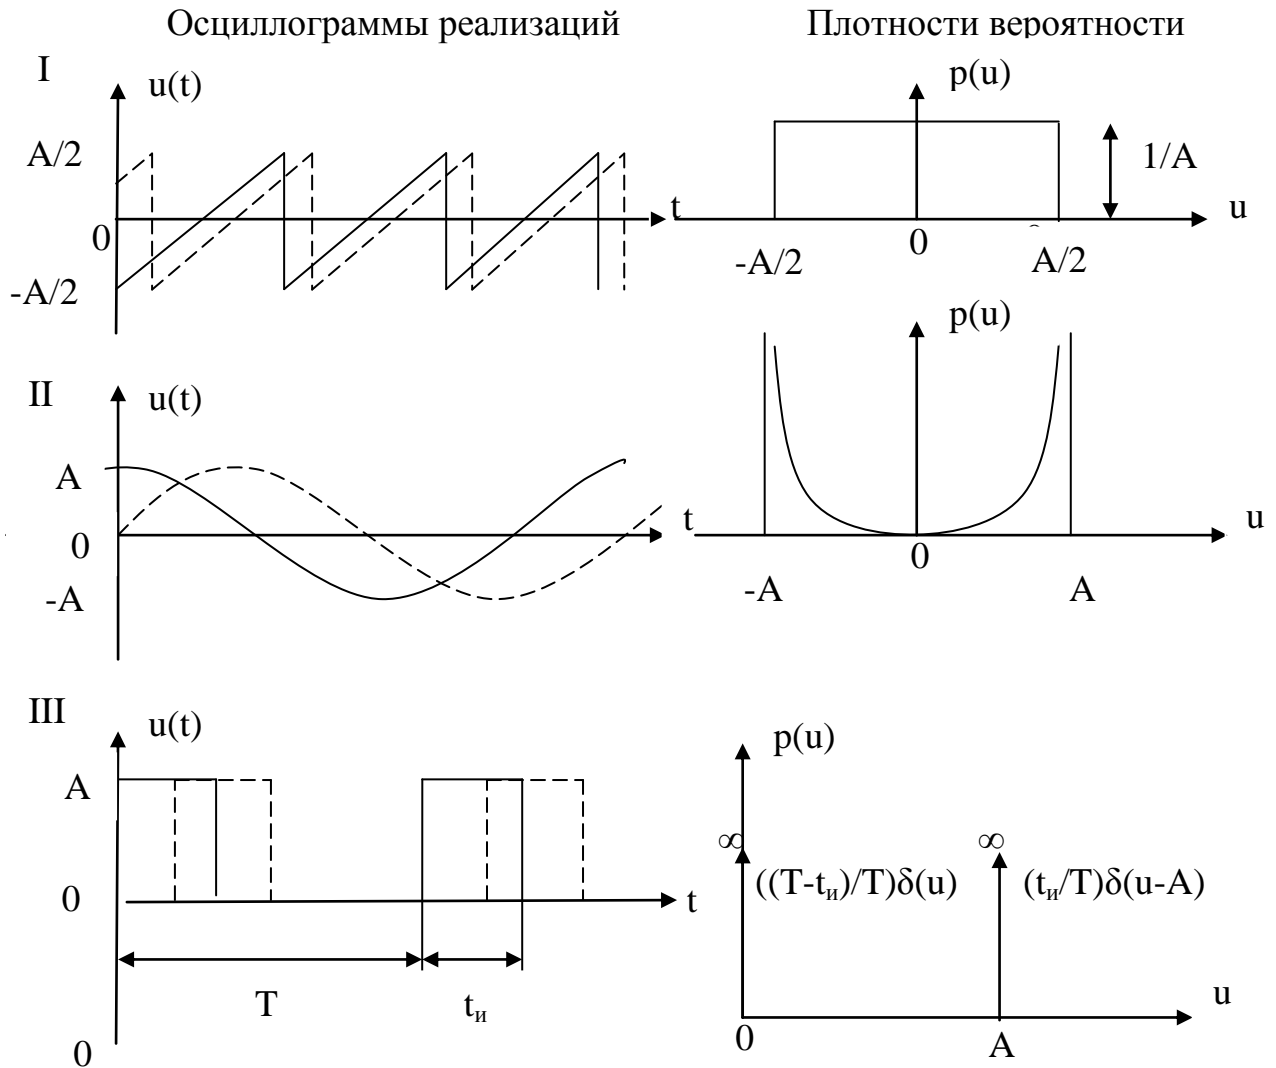 Осциллограммы реализаций
Плотности вероятности
I
u(t)
A/2
0
-A/2
t
p(u)
1/A
u
-A/2
0
A/2
II
u(t)
A
0
-A
t
p(u)
u
0
-A
A
III
u(t)
A
0
t
T
tи
0
p(u)
∞
∞
((T-tи)/T)δ(u)
(tи/T)δ(u-A)
u
0
A